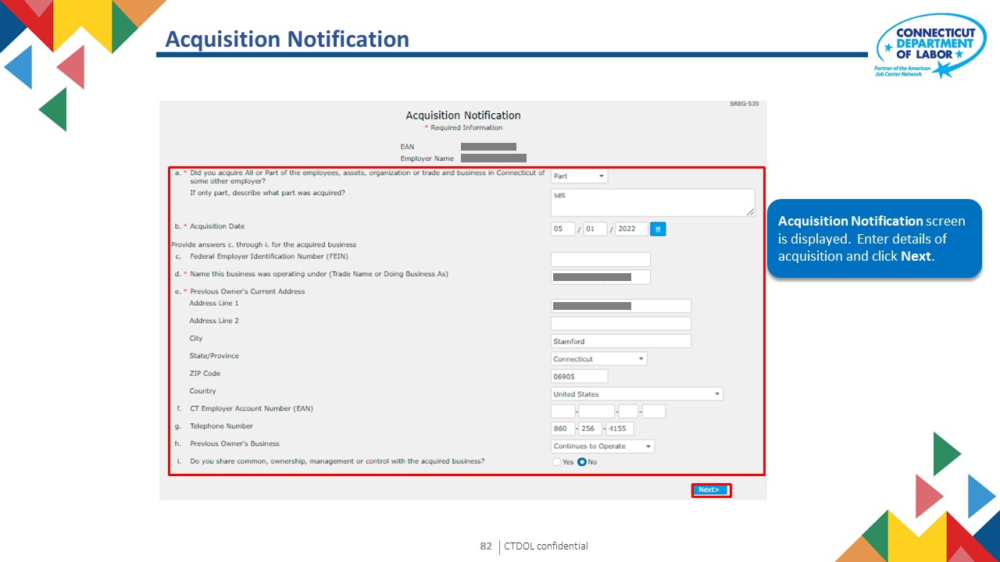 Acquisition Notification
CONNECTICUT
DEPARTMENT
OF LABOR
Partner of the American
Job Center Network
SREG-535
Acquisition Notification
* Required Information
EAN
Employer Name
a. * Did you acquire All or Part of the employees, assets, organization or trade and business in Connecticut of
some other employer?
Part
If only part, describe what part was acquired?
50%
b. * Acquisition Date
05 / 01 / 2022
Provide answers c. through i. for the acquired business
c. Federal Employer Identification Number (FEIN)
d. * Name this business was operating under (Trade Name or Doing Business As)
e. * Previous Owner's Current Address
Address Line 1
Address Line 2
City Stamford
State/Province Connecticut
ZIP Code 06905
Country United States
f. CT Employer Account Number (EAN) - - -
g. Telephone Number 860 - 256 - 4155
h. Previous Owner's Business Continues to Operate
i. Do you share common, ownership, management or control with the acquired business? Yes No
Next>
Acquisition Notification screen
is displayed. Enter details of
acquisition and click Next.
82 CTDOL confidential